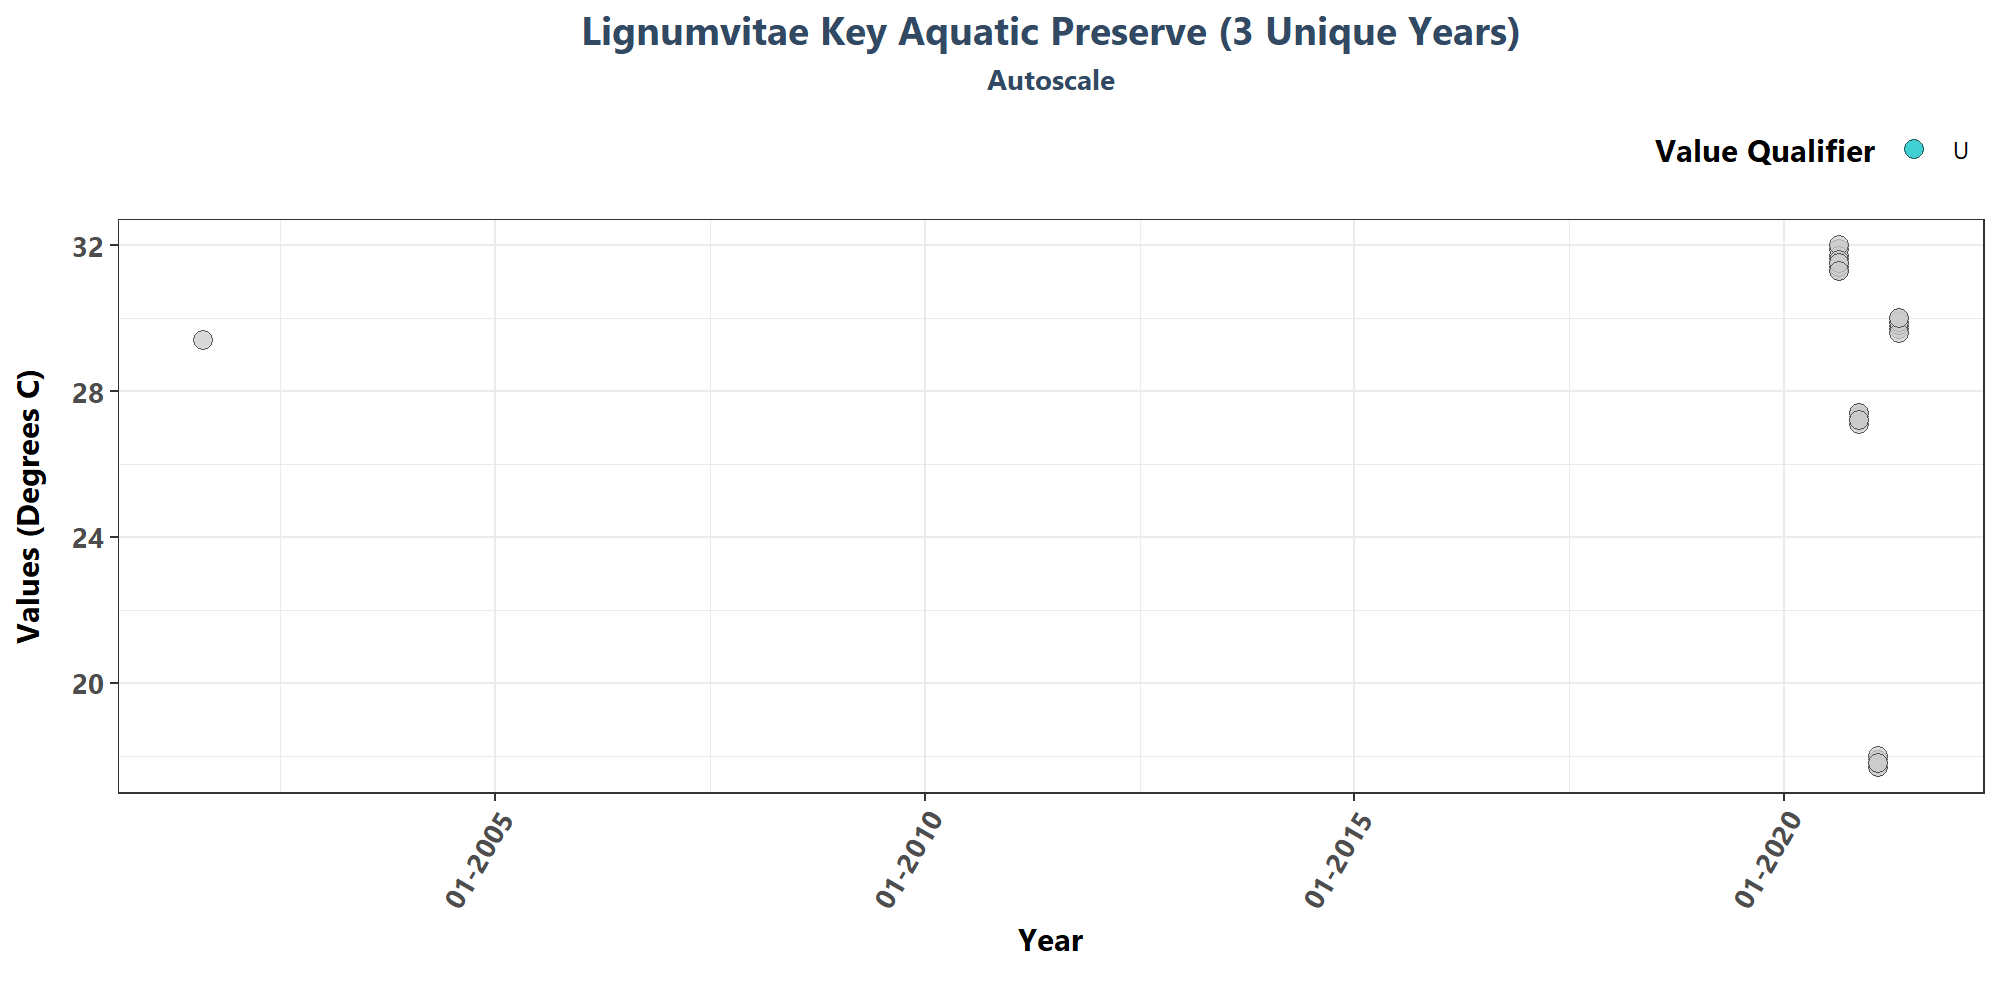 Lignumvitae Key Aquatic Preserve (3 Unique Years)
Autoscale
Value Qualifier U
Values (Degrees C)
32
28
24
20
01-2005
01-2010
01-2015
01-2020
Year